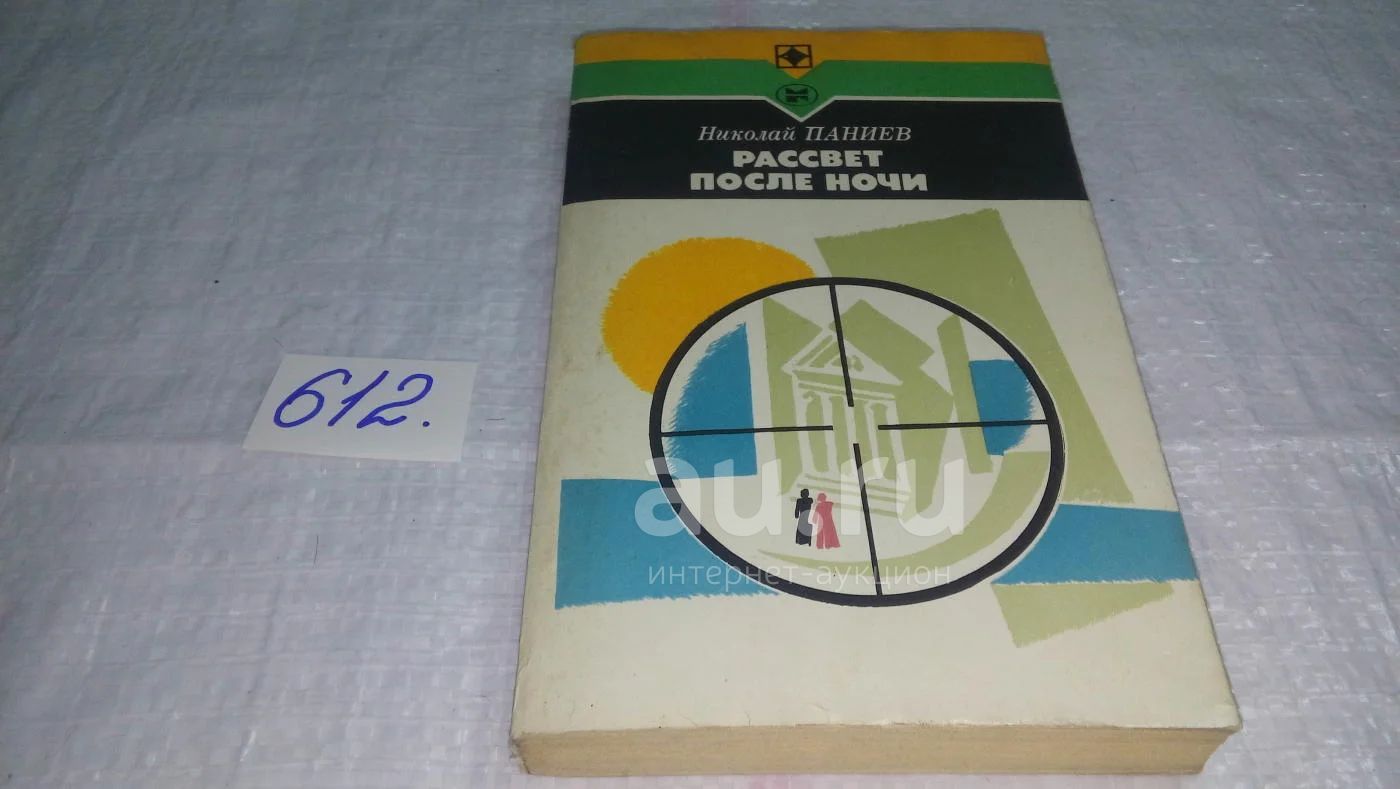 Николай ПАНИЕВ
РАССВЕТ
ПОСЛЕ НОЧИ
612.
au.ru
интернет-аукцион